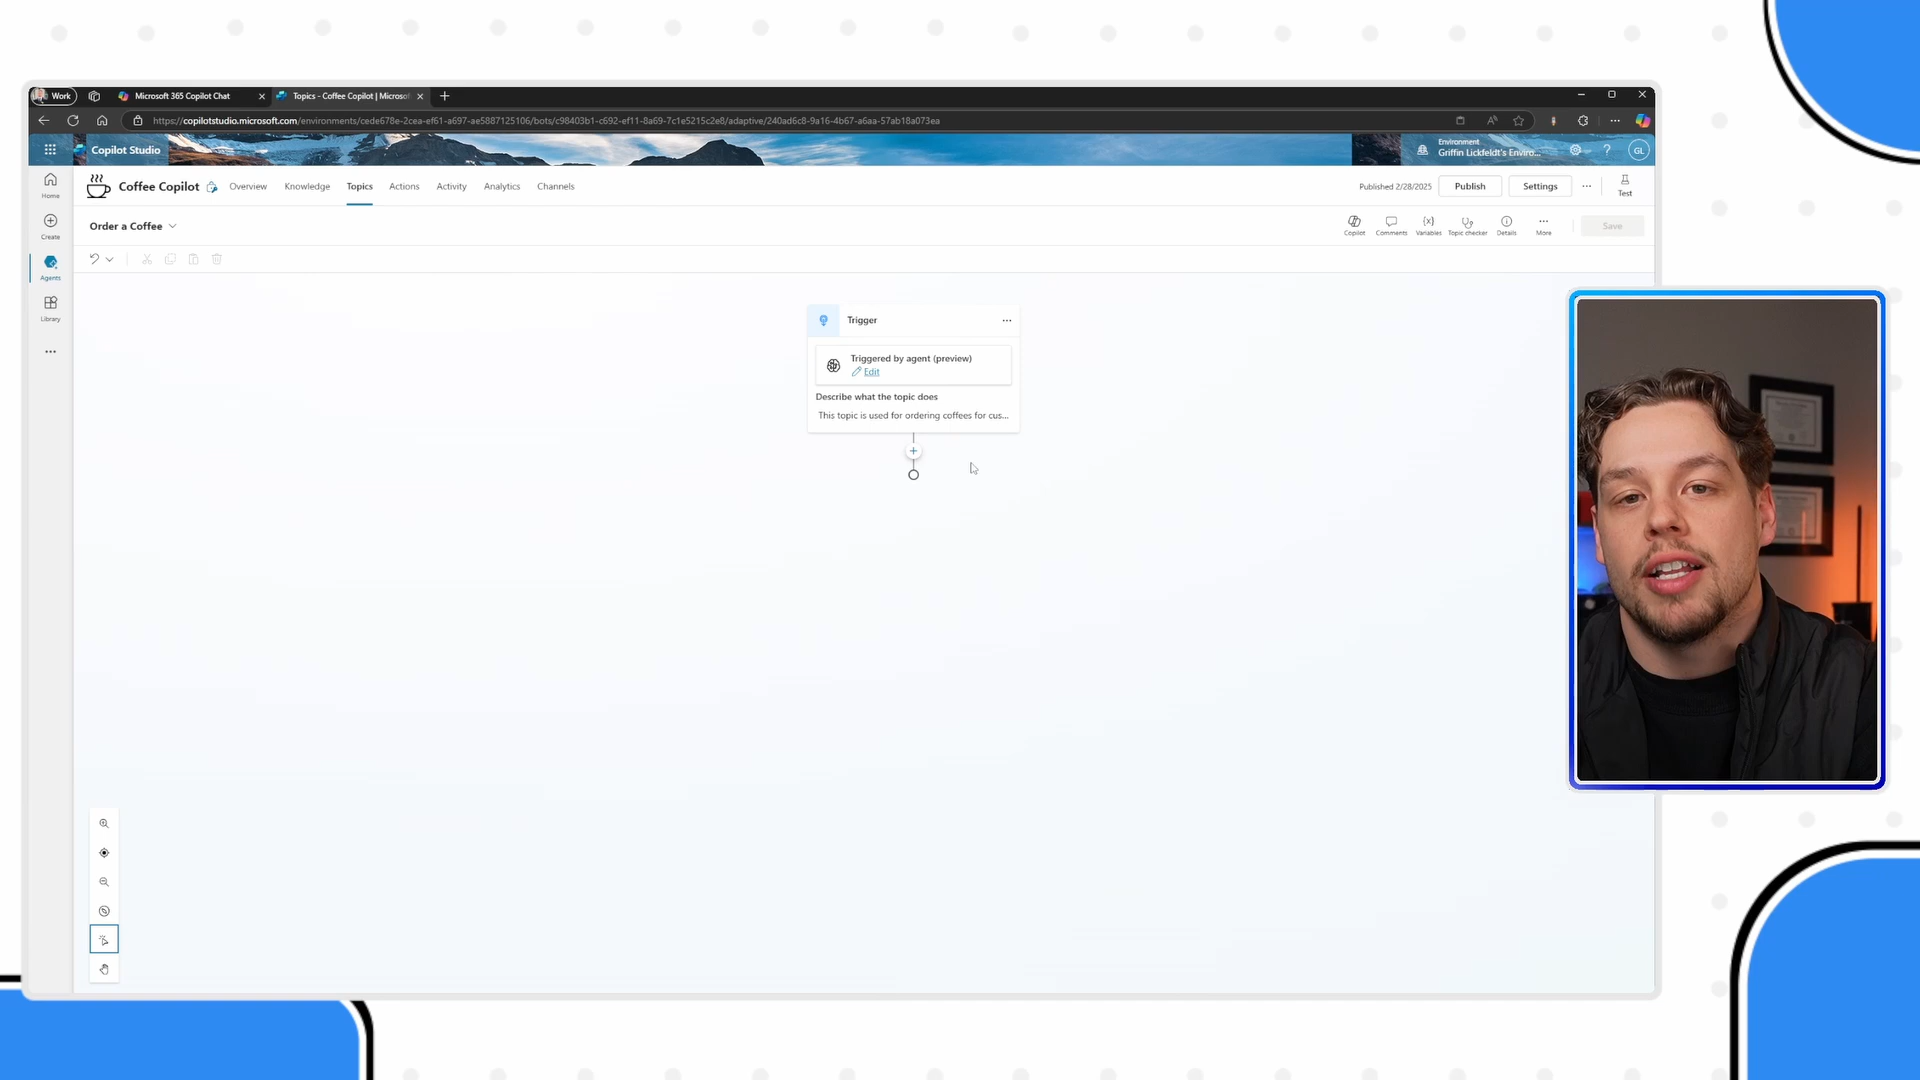 Work
Microsoft 365 Copilot Chat
Topics - Coffee Copilot | Microsof
https://copilotstudio.microsoft.com/environments/cede678e-2cea-ef61-a697-ae5887125106/bots/c98403b1-c692-ef11-8a69-7c1e5215c2e8/adaptive/240ad6c8-9a16-4b67-a6aa-57ab18a073ea
Copilot Studio
Environment
Griffin Lickfeldt's Enviro...
GL
Home
Create
Agents
Library
Coffee Copilot
Overview
Knowledge
Topics
Actions
Activity
Analytics
Channels
Published 2/28/2025
Publish
Settings
Test
Order a Coffee
Copilot
Comments
Variables
Topic checker
Details
More
Save
Trigger
Triggered by agent (preview)
Edit
Describe what the topic does
This topic is used for ordering coffees for cus...